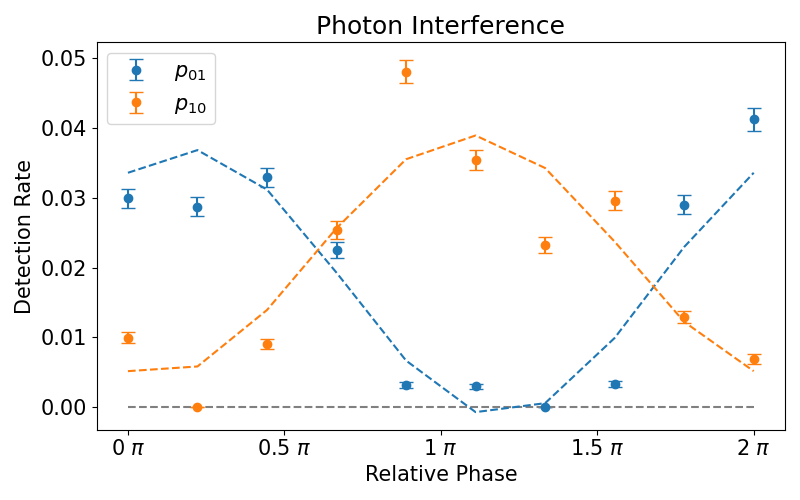 Photon Interference
p01
p10
Detection Rate
0.05
0.04
0.03
0.02
0.01
0.00
0 π
0.5 π
1 π
1.5 π
2 π
Relative Phase